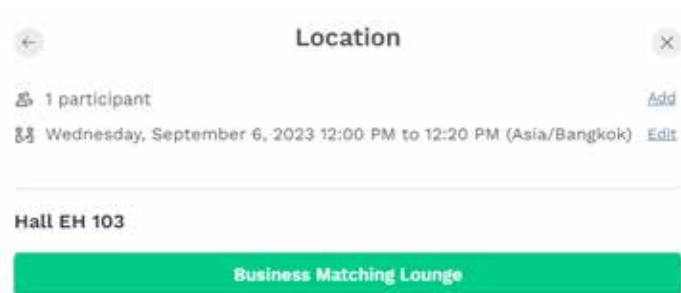 Location
1 participant
Add
Wednesday, September 6, 2023 12:00 PM to 12:20 PM (Asia/Bangkok)
Edit
Hall EH 103
Business Matching Lounge